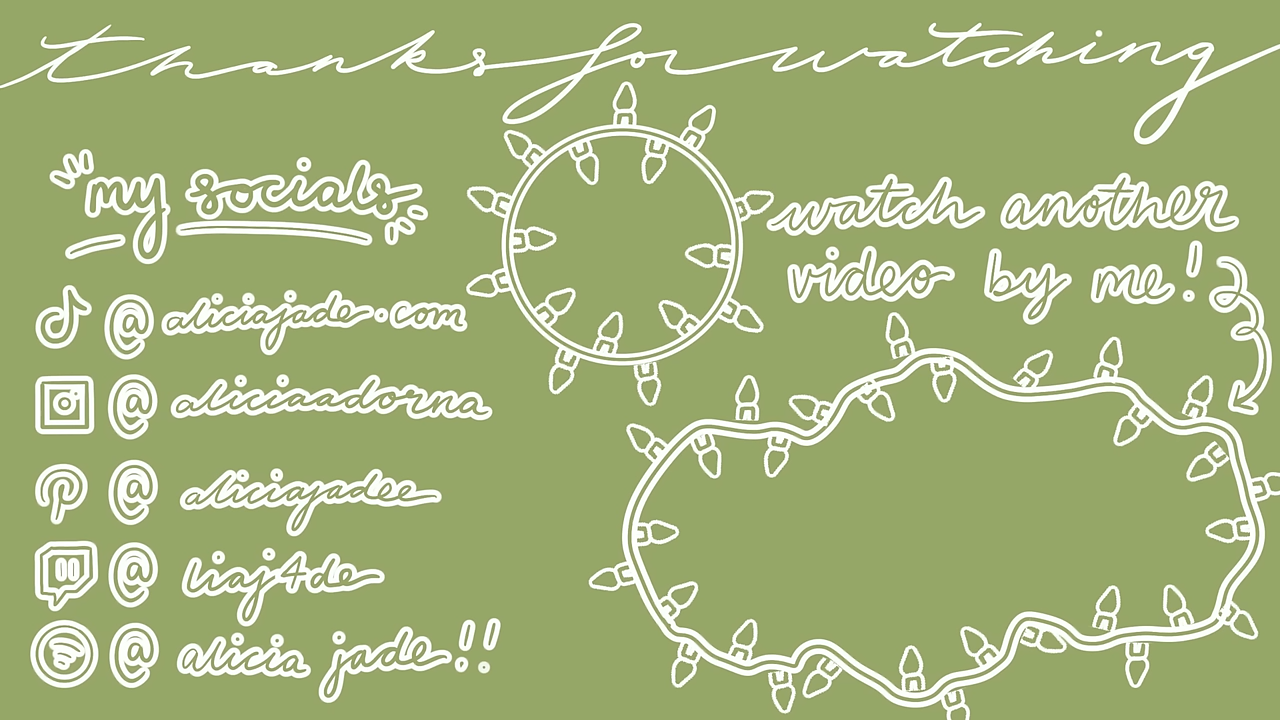 thanks for watching
my socials
@aliciajade.com
@aliciaadorna
@aliciajadee
@liaj4de
@alicia jade!!
watch another
video by me!